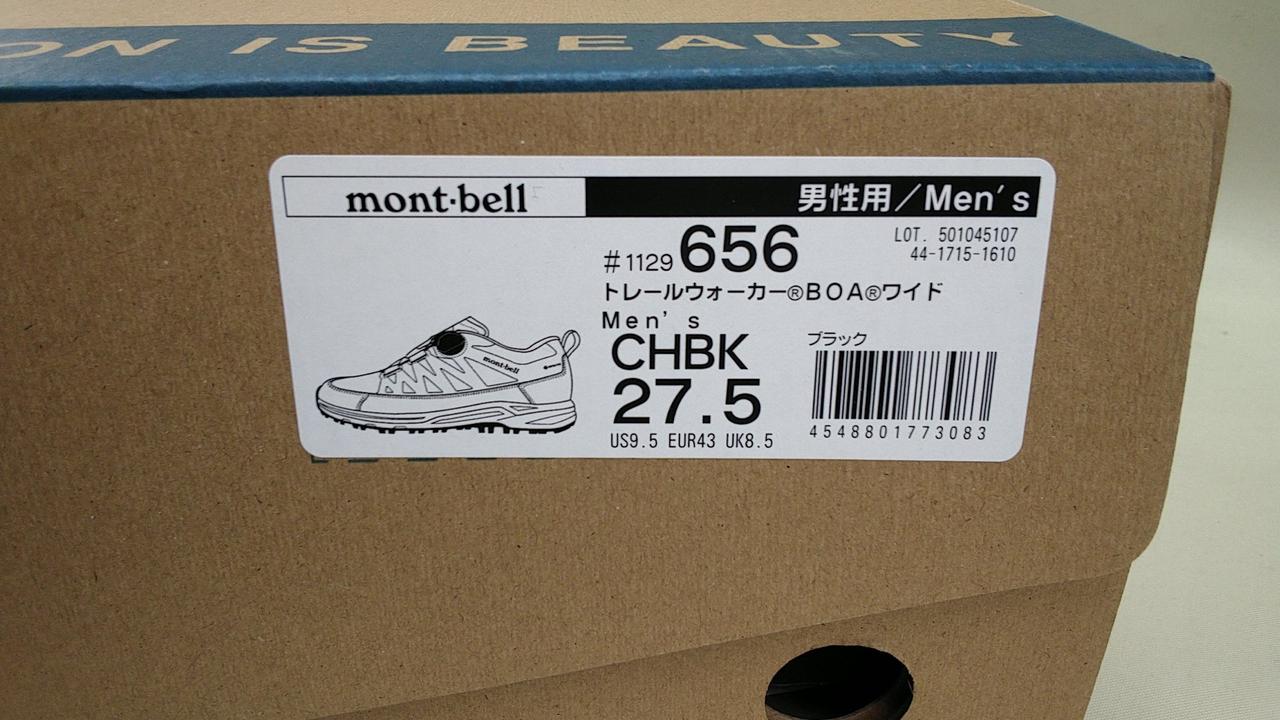 ON IS BEAUTY
mont·bell
男性用/Men's
#1129 656
LOT. 501045107
44-1715-1610
トレールウォーカー®BOA®ワイド
Men's
CHBK
ブラック
27.5
US9.5 EUR43 UK8.5
4548801773083
mont·bell